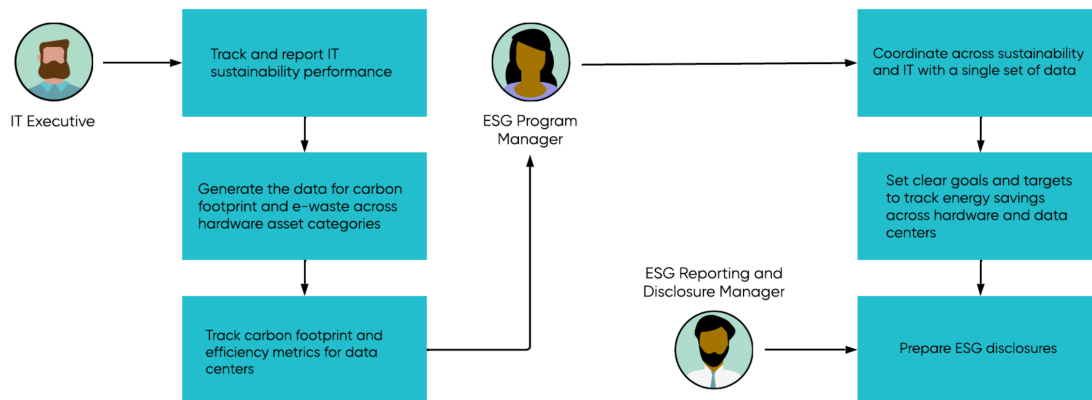 IT Executive
Track and report IT
sustainability performance
Generate the data for carbon
footprint and e-waste across
hardware asset categories
Track carbon footprint and
efficiency metrics for data
centers
ESG Program
Manager
Coordinate across sustainability
and IT with a single set of data
Set clear goals and targets
to track energy savings
across hardware and data
centers
ESG Reporting and
Disclosure Manager
Prepare ESG disclosures